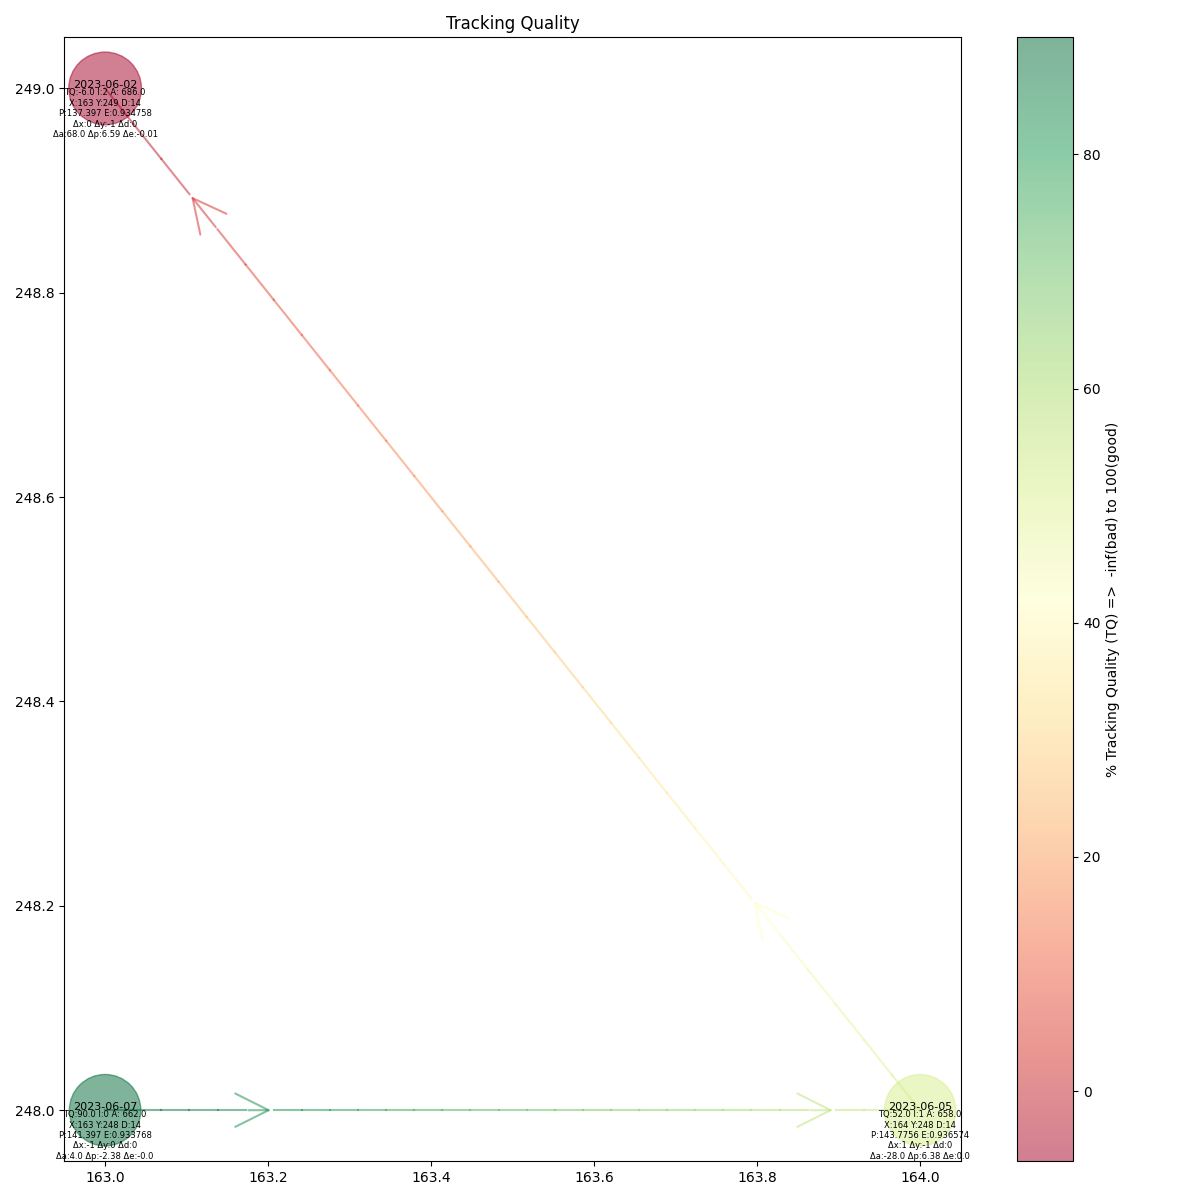 Tracking Quality
249.0
248.8
248.6
248.4
248.2
248.0
163.0
163.2
163.4
163.6
163.8
164.0
2023-06-02
TQ:-6.0 I:2 A: 686.0
X:163 Y:249 D:14
P:137.397 E:0.934758
Δx:0 Δy:-1 Δd:0
Δa:68.0 Δp:6.59 Δe:-0.01
2023-06-07
TQ:90.0 I:0 A: 662.0
X:163 Y:248 D:14
P:141.397 E:0.933768
Δx:-1 Δy:0 Δd:0
Δa:4.0 Δp:-2.38 Δe:-0.0
2023-06-05
TQ:52.0 I:1 A: 658.0
X:164 Y:248 D:14
P:143.7756 E:0.936574
Δx:1 Δy:-1 Δd:0
Δa:-28.0 Δp:6.38 Δe:0.0
80
60
40
20
0
% Tracking Quality (TQ) =>  -inf(bad) to 100(good)